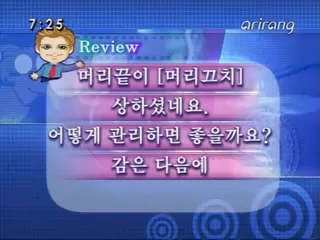 7:25
arirang
Review
머리끝이 [머리끄치]
상하셨네요.
어떻게 관리하면 좋을까요?
감은 다음에